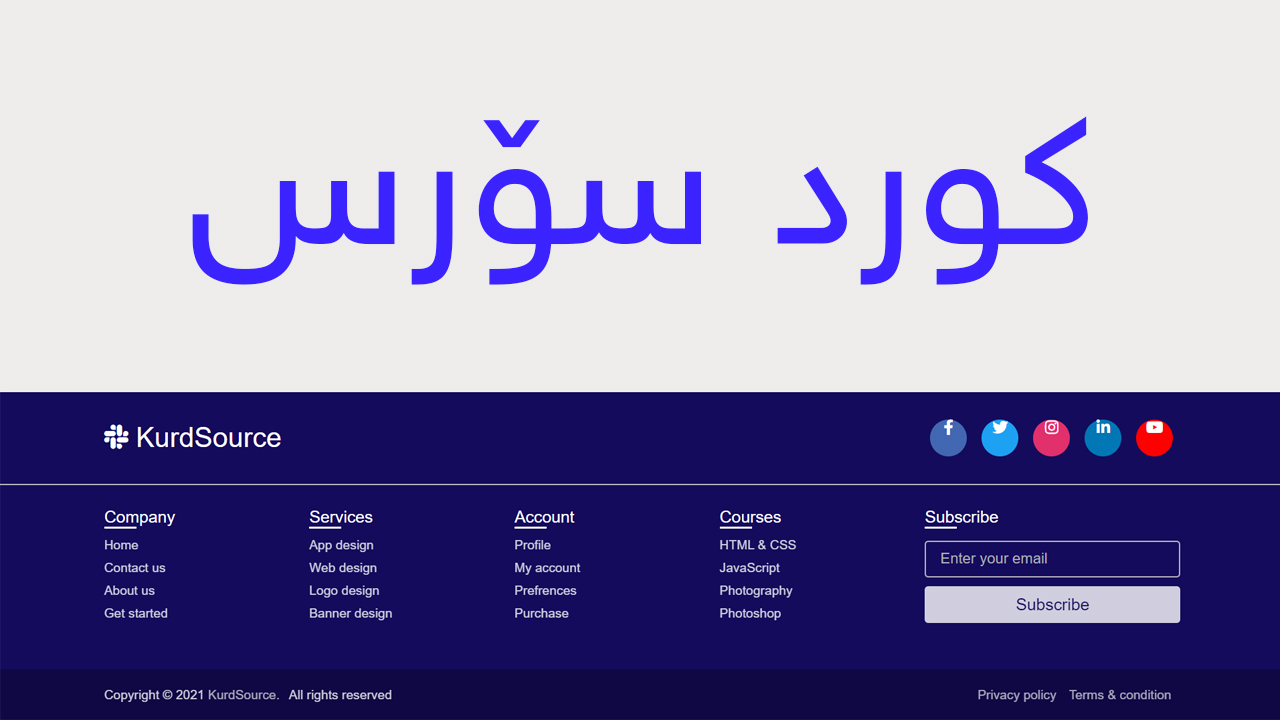 کورد سۆرس
KurdSource
Company
Home
Contact us
About us
Get started
Services
App design
Web design
Logo design
Banner design
Account
Profile
My account
Prefrences
Purchase
Courses
HTML & CSS
JavaScript
Photography
Photoshop
Subscribe
Enter your email
Subscribe
Copyright © 2021 KurdSource. All rights reserved
Privacy policy Terms & condition